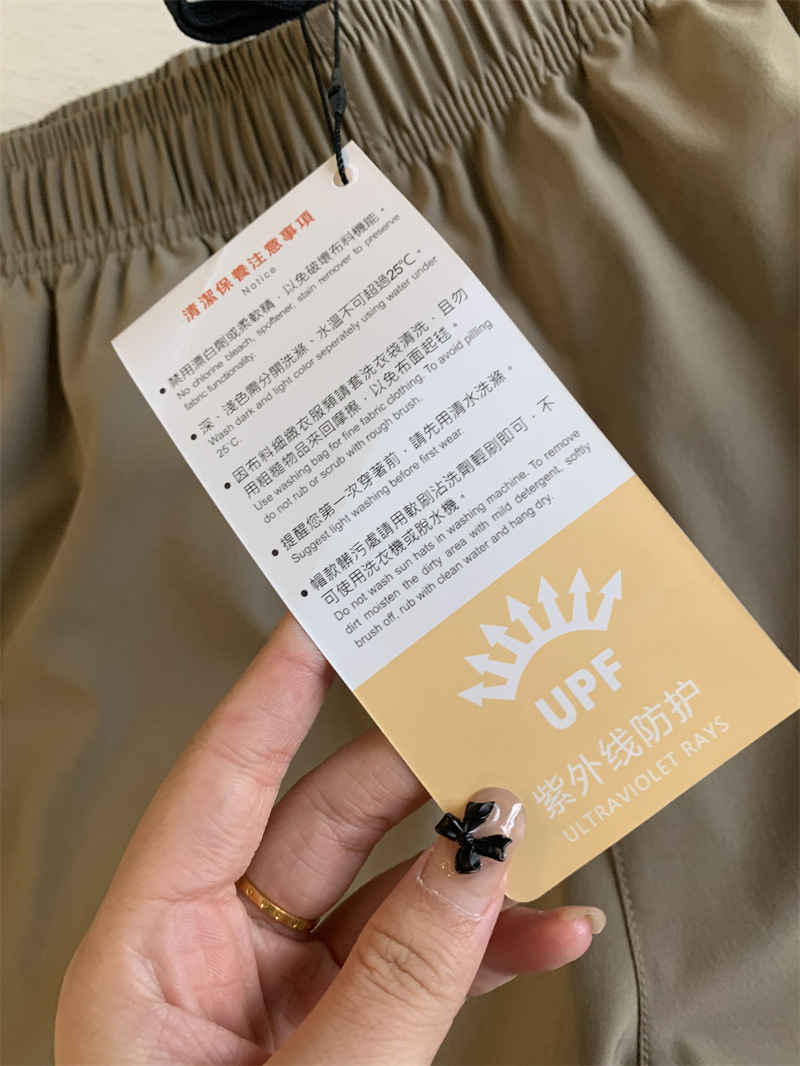 清潔保養注意事項
Notice
• 禁用漂白劑或柔軟精，以免破壞布料機能。
No chlorine bleach, spoftener, stain remover to preserve
fabric functionality.
• 深、淺色需分開洗滌、水溫不可超過25℃。
Wash dark and light color seperately using water under
25℃.
• 因布料細緻衣服類請套洗衣袋清洗，且勿
用粗糙物品來回摩擦，以免布面起毬。
Use washing bag for fine fabric clothing. To avoid pilling
do not rub or scrub with rough brush.
• 提醒您第一次穿著前，請先用清水洗滌。
Suggest light washing before first wear.
• 帽款髒污處請用軟刷沾洗劑輕刷即可，不
可使用洗衣機或脫水機。
Do not wash sun hats in washing machine. To remove
dirt moisten the dirty area with mild detergent, softly
brush off, rub with clean water and hang dry.
UPF
紫外线防护
ULTRAVIOLET RAYS